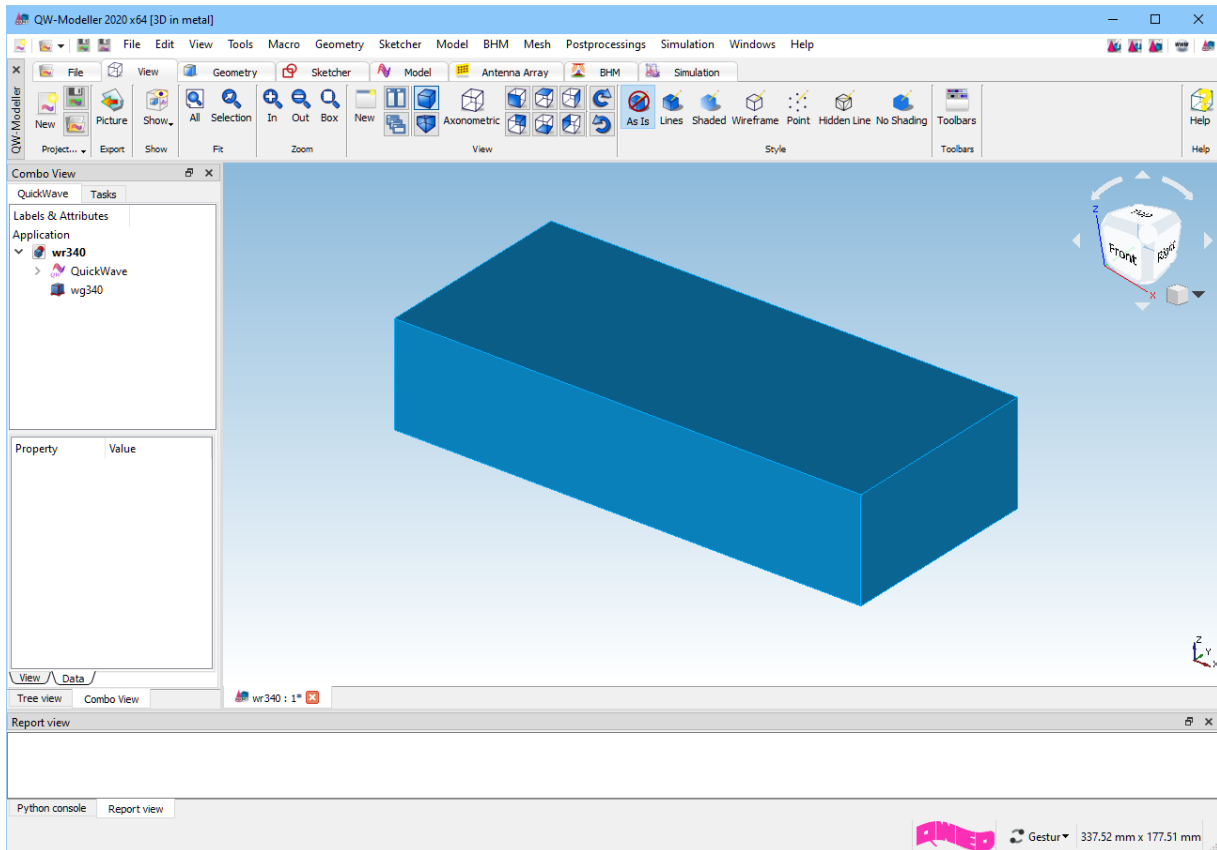 QW-Modeller 2020 x64 [3D in metal]
File Edit View Tools Macro Geometry Sketcher Model BHM Mesh Postprocessings Simulation Windows Help
File View Geometry Sketcher Model Antenna Array BHM Simulation
QW-Modeller
New Picture Show All Selection In Out Box New Axonometric As Is Lines Shaded Wireframe Point Hidden Line No Shading Toolbars Help
Project... Export Show Fit Zoom View Style Toolbars Help
Combo View
QuickWave Tasks
Labels & Attributes
Application
wr340
QuickWave
wg340
Front Right
Z
X
Property Value
Z
Y
X
View Data
Tree view Combo View
wr340 : 1*
Report view
Python console Report view
QWED Gestur 337.52 mm x 177.51 mm